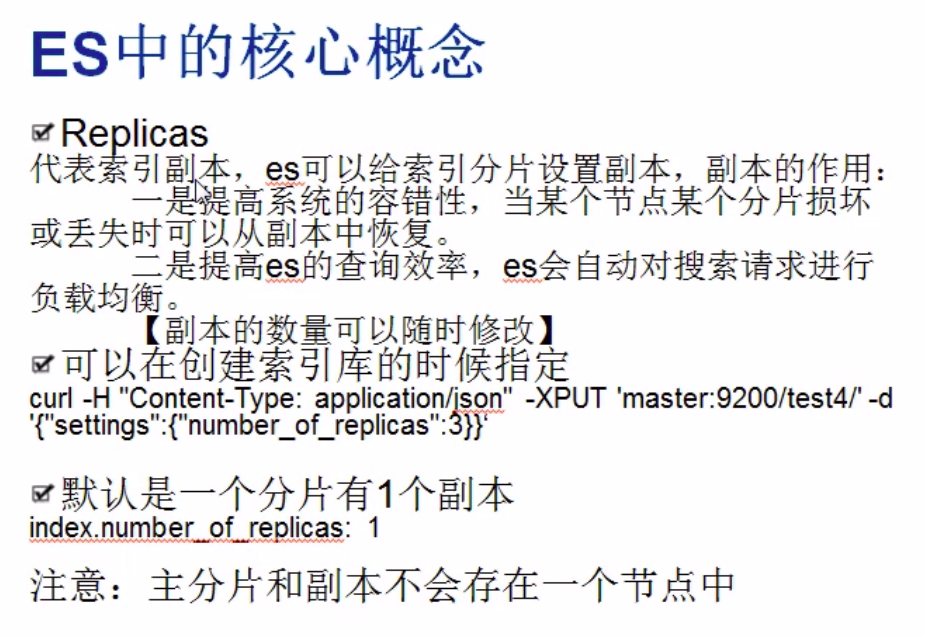 ES中的核心概念
Replicas
代表索引副本，es可以给索引分片设置副本，副本的作用：
一是提高系统的容错性，当某个节点某个分片损坏
或丢失时可以从副本中恢复。
二是提高es的查询效率，es会自动对搜索请求进行
负载均衡。
【副本的数量可以随时修改】
可以在创建索引库的时候指定
curl -H "Content-Type: application/json" -XPUT 'master:9200/test4/' -d
'{"settings":{"number_of_replicas":3}}‘
默认是一个分片有1个副本
index.number_of_replicas: 1
注意：主分片和副本不会存在一个节点中